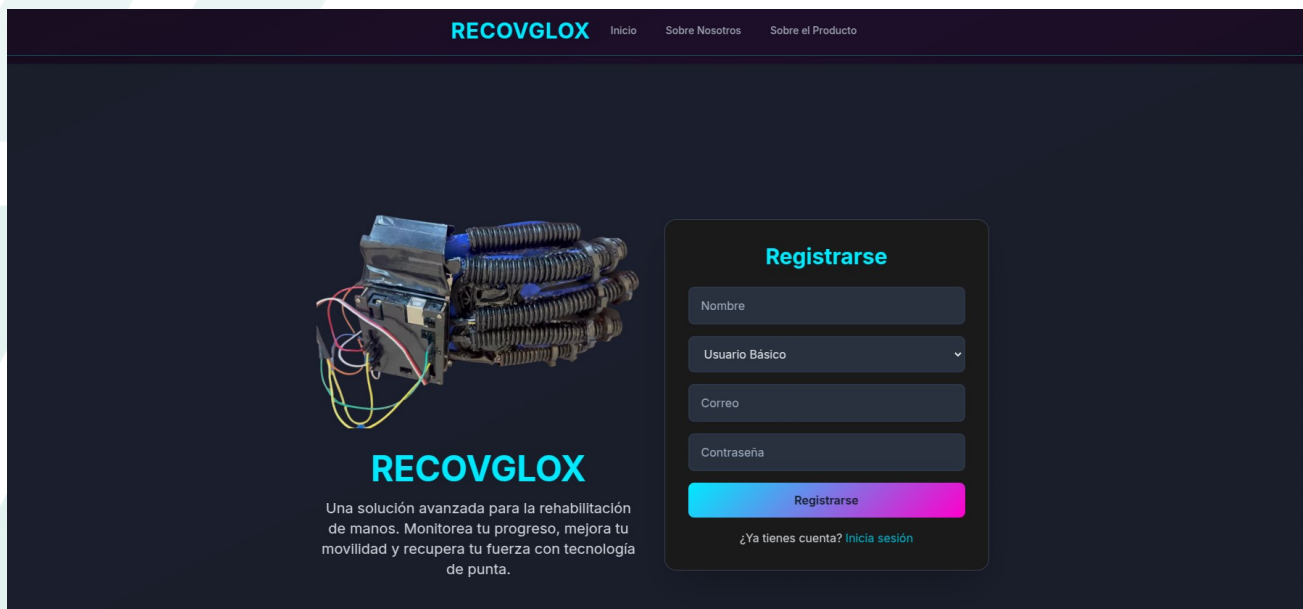 RECOVGLOX
Inicio
Sobre Nosotros
Sobre el Producto
RECOVGLOX
Una solución avanzada para la rehabilitación
de manos. Monitorea tu progreso, mejora tu
movilidad y recupera tu fuerza con tecnología
de punta.
Registrarse
Nombre
Usuario Básico
Correo
Contraseña
Registrarse
¿Ya tienes cuenta? Inicia sesión